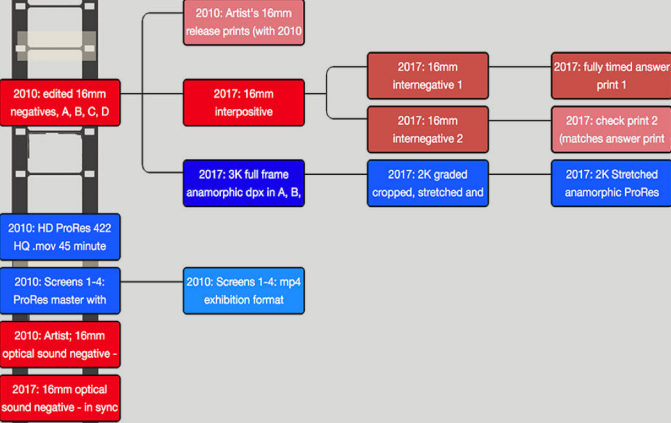 2010: Artist's 16mm
release prints (with 2010
2010: edited 16mm
negatives, A, B, C, D
2017: 16mm
interpositive
2017: 16mm
internegative 1
2017: fully timed answer
print 1
2017: 16mm
internegative 2
2017: check print 2
(matches answer print
2017: 3K full frame
anamorphic dpx in A, B,
2017: 2K graded
cropped, stretched and
2017: 2K Stretched
anamorphic ProRes
2010: HD ProRes 422
HQ .mov 45 minute
2010: Screens 1-4:
ProRes master with
2010: Screens 1-4: mp4
exhibition format
2010: Artist; 16mm
optical sound negative -
2017: 16mm optical
sound negative - in sync